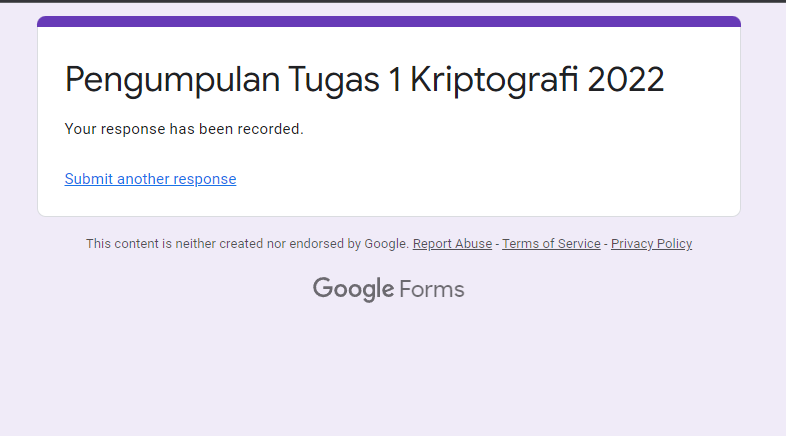 Pengumpulan Tugas 1 Kriptografi 2022
Your response has been recorded.
Submit another response
This content is neither created nor endorsed by Google. Report Abuse - Terms of Service - Privacy Policy
Google Forms